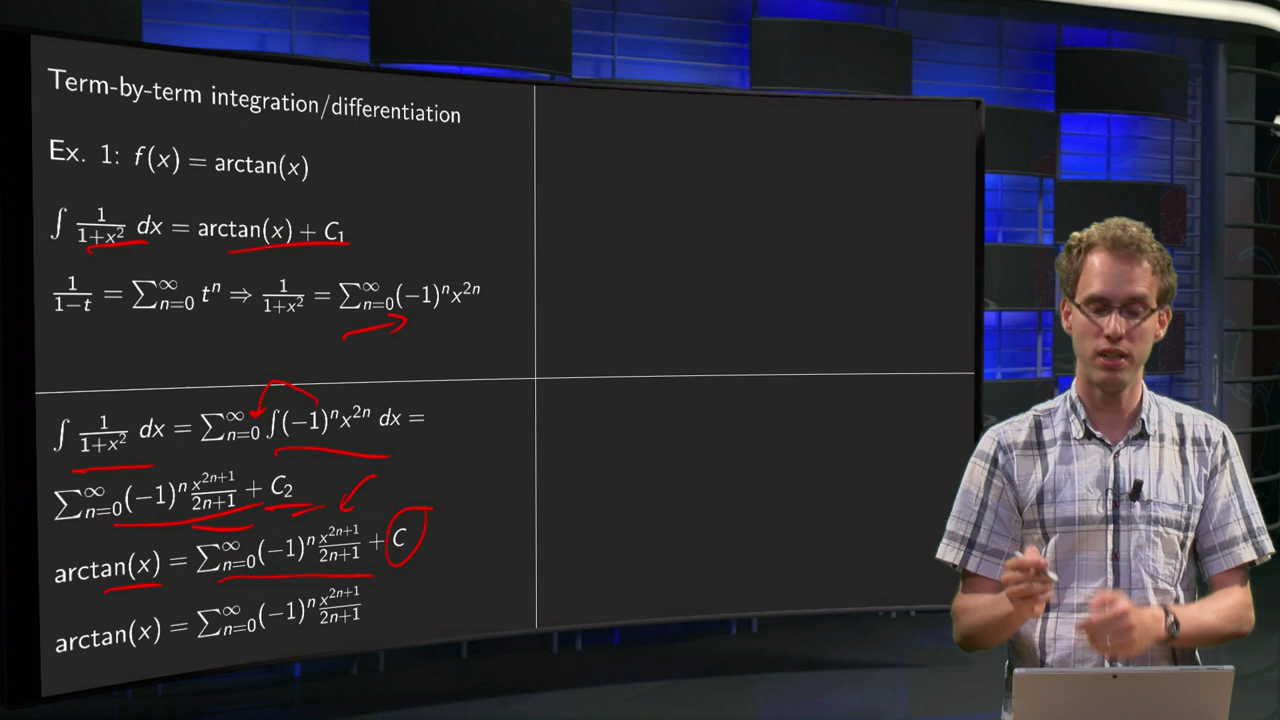 Term-by-term integration/differentiation
Ex. 1: f(x) = arctan(x)
∫ 1/(1+x²) dx = arctan(x) + C₁
1/(1−t) = ∑_{n=0}^{∞} tⁿ ⇒ 1/(1+x²) = ∑_{n=0}^{∞} (−1)ⁿx²ⁿ
∫ 1/(1+x²) dx = ∑_{n=0}^{∞} ∫(−1)ⁿx²ⁿ dx =
∑_{n=0}^{∞} (−1)ⁿ x²ⁿ⁺¹/(2n+1) + C₂
arctan(x) = ∑_{n=0}^{∞} (−1)ⁿ x²ⁿ⁺¹/(2n+1) + C
arctan(x) = ∑_{n=0}^{∞} (−1)ⁿ x²ⁿ⁺¹/(2n+1)